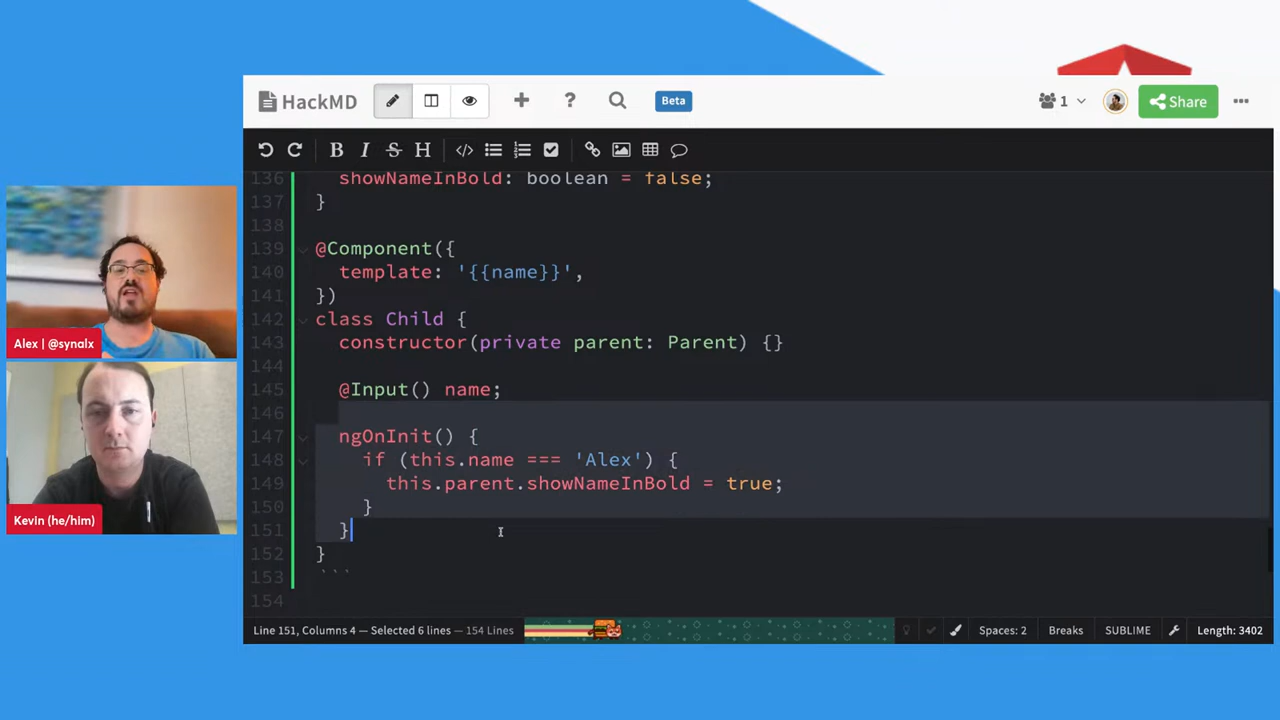 HackMD
Beta
1
Share
B I S H
136 showNameInBold: boolean = false;
137 }
138
139 @Component({
140 template: '{{name}}',
141 })
142 class Child {
143 constructor(private parent: Parent) {}
144
145 @Input() name;
146
147 ngOnInit() {
148 if (this.name === 'Alex') {
149 this.parent.showNameInBold = true;
150 }
151 }
152 }
153 ```
154
Line 151, Columns 4 — Selected 6 lines — 154 Lines
Spaces: 2
Breaks
SUBLIME
Length: 3402
Alex | @synalx
Kevin (he/him)